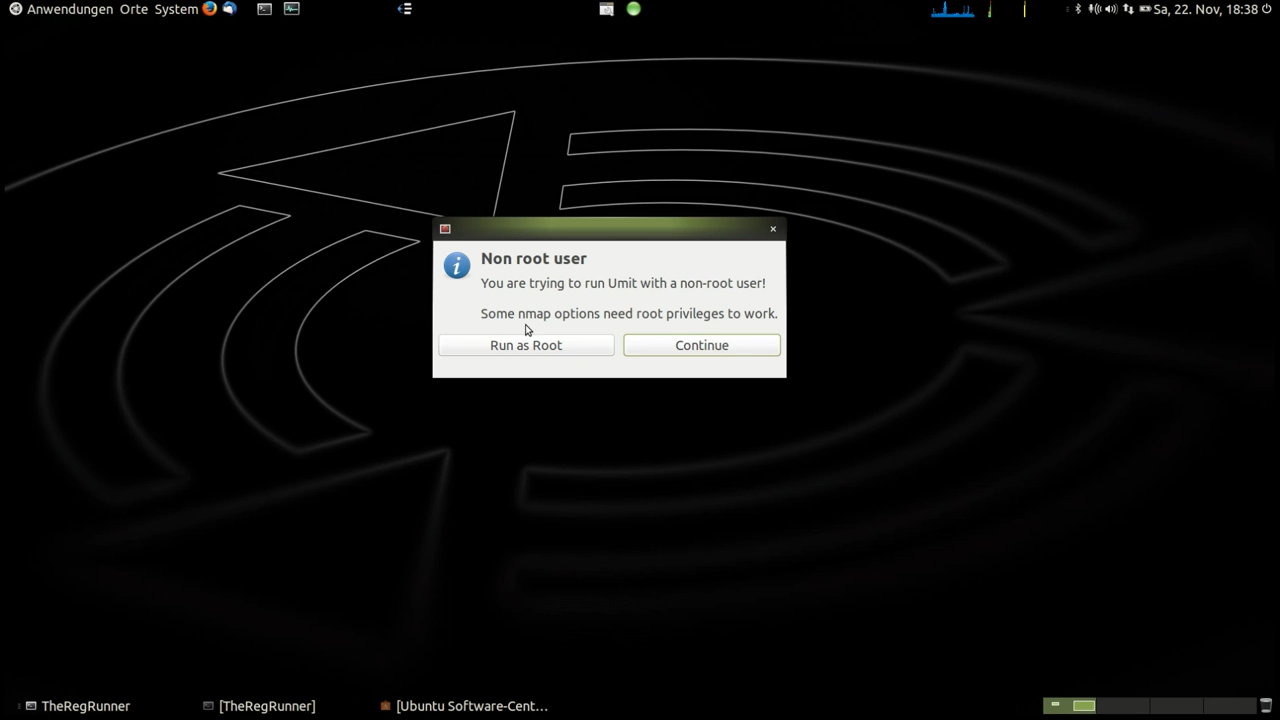 Anwendungen Orte System
Sa, 22. Nov, 18:38
Non root user
You are trying to run Umit with a non-root user!
Some nmap options need root privileges to work.
Run as Root
Continue
TheRegRunner
[TheRegRunner]
[Ubuntu Software-Cent...